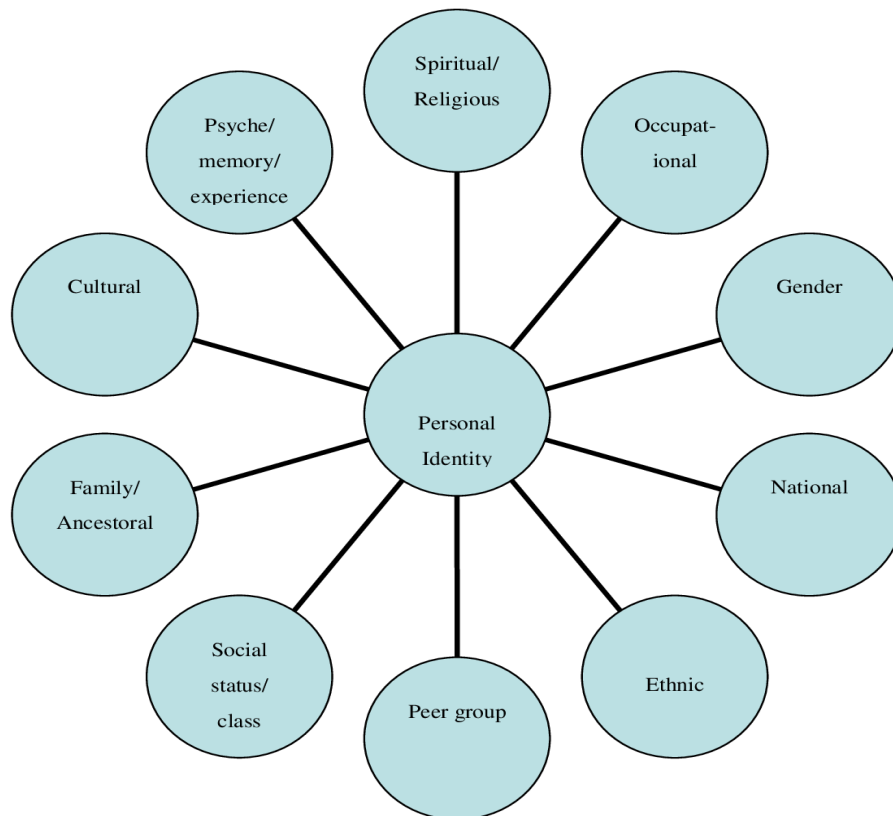 Spiritual/
Religious
Psyche/
memory/
experience
Occupat-
ional
Cultural
Gender
Personal
Identity
Family/
Ancestoral
National
Social
status/
class
Ethnic
Peer group